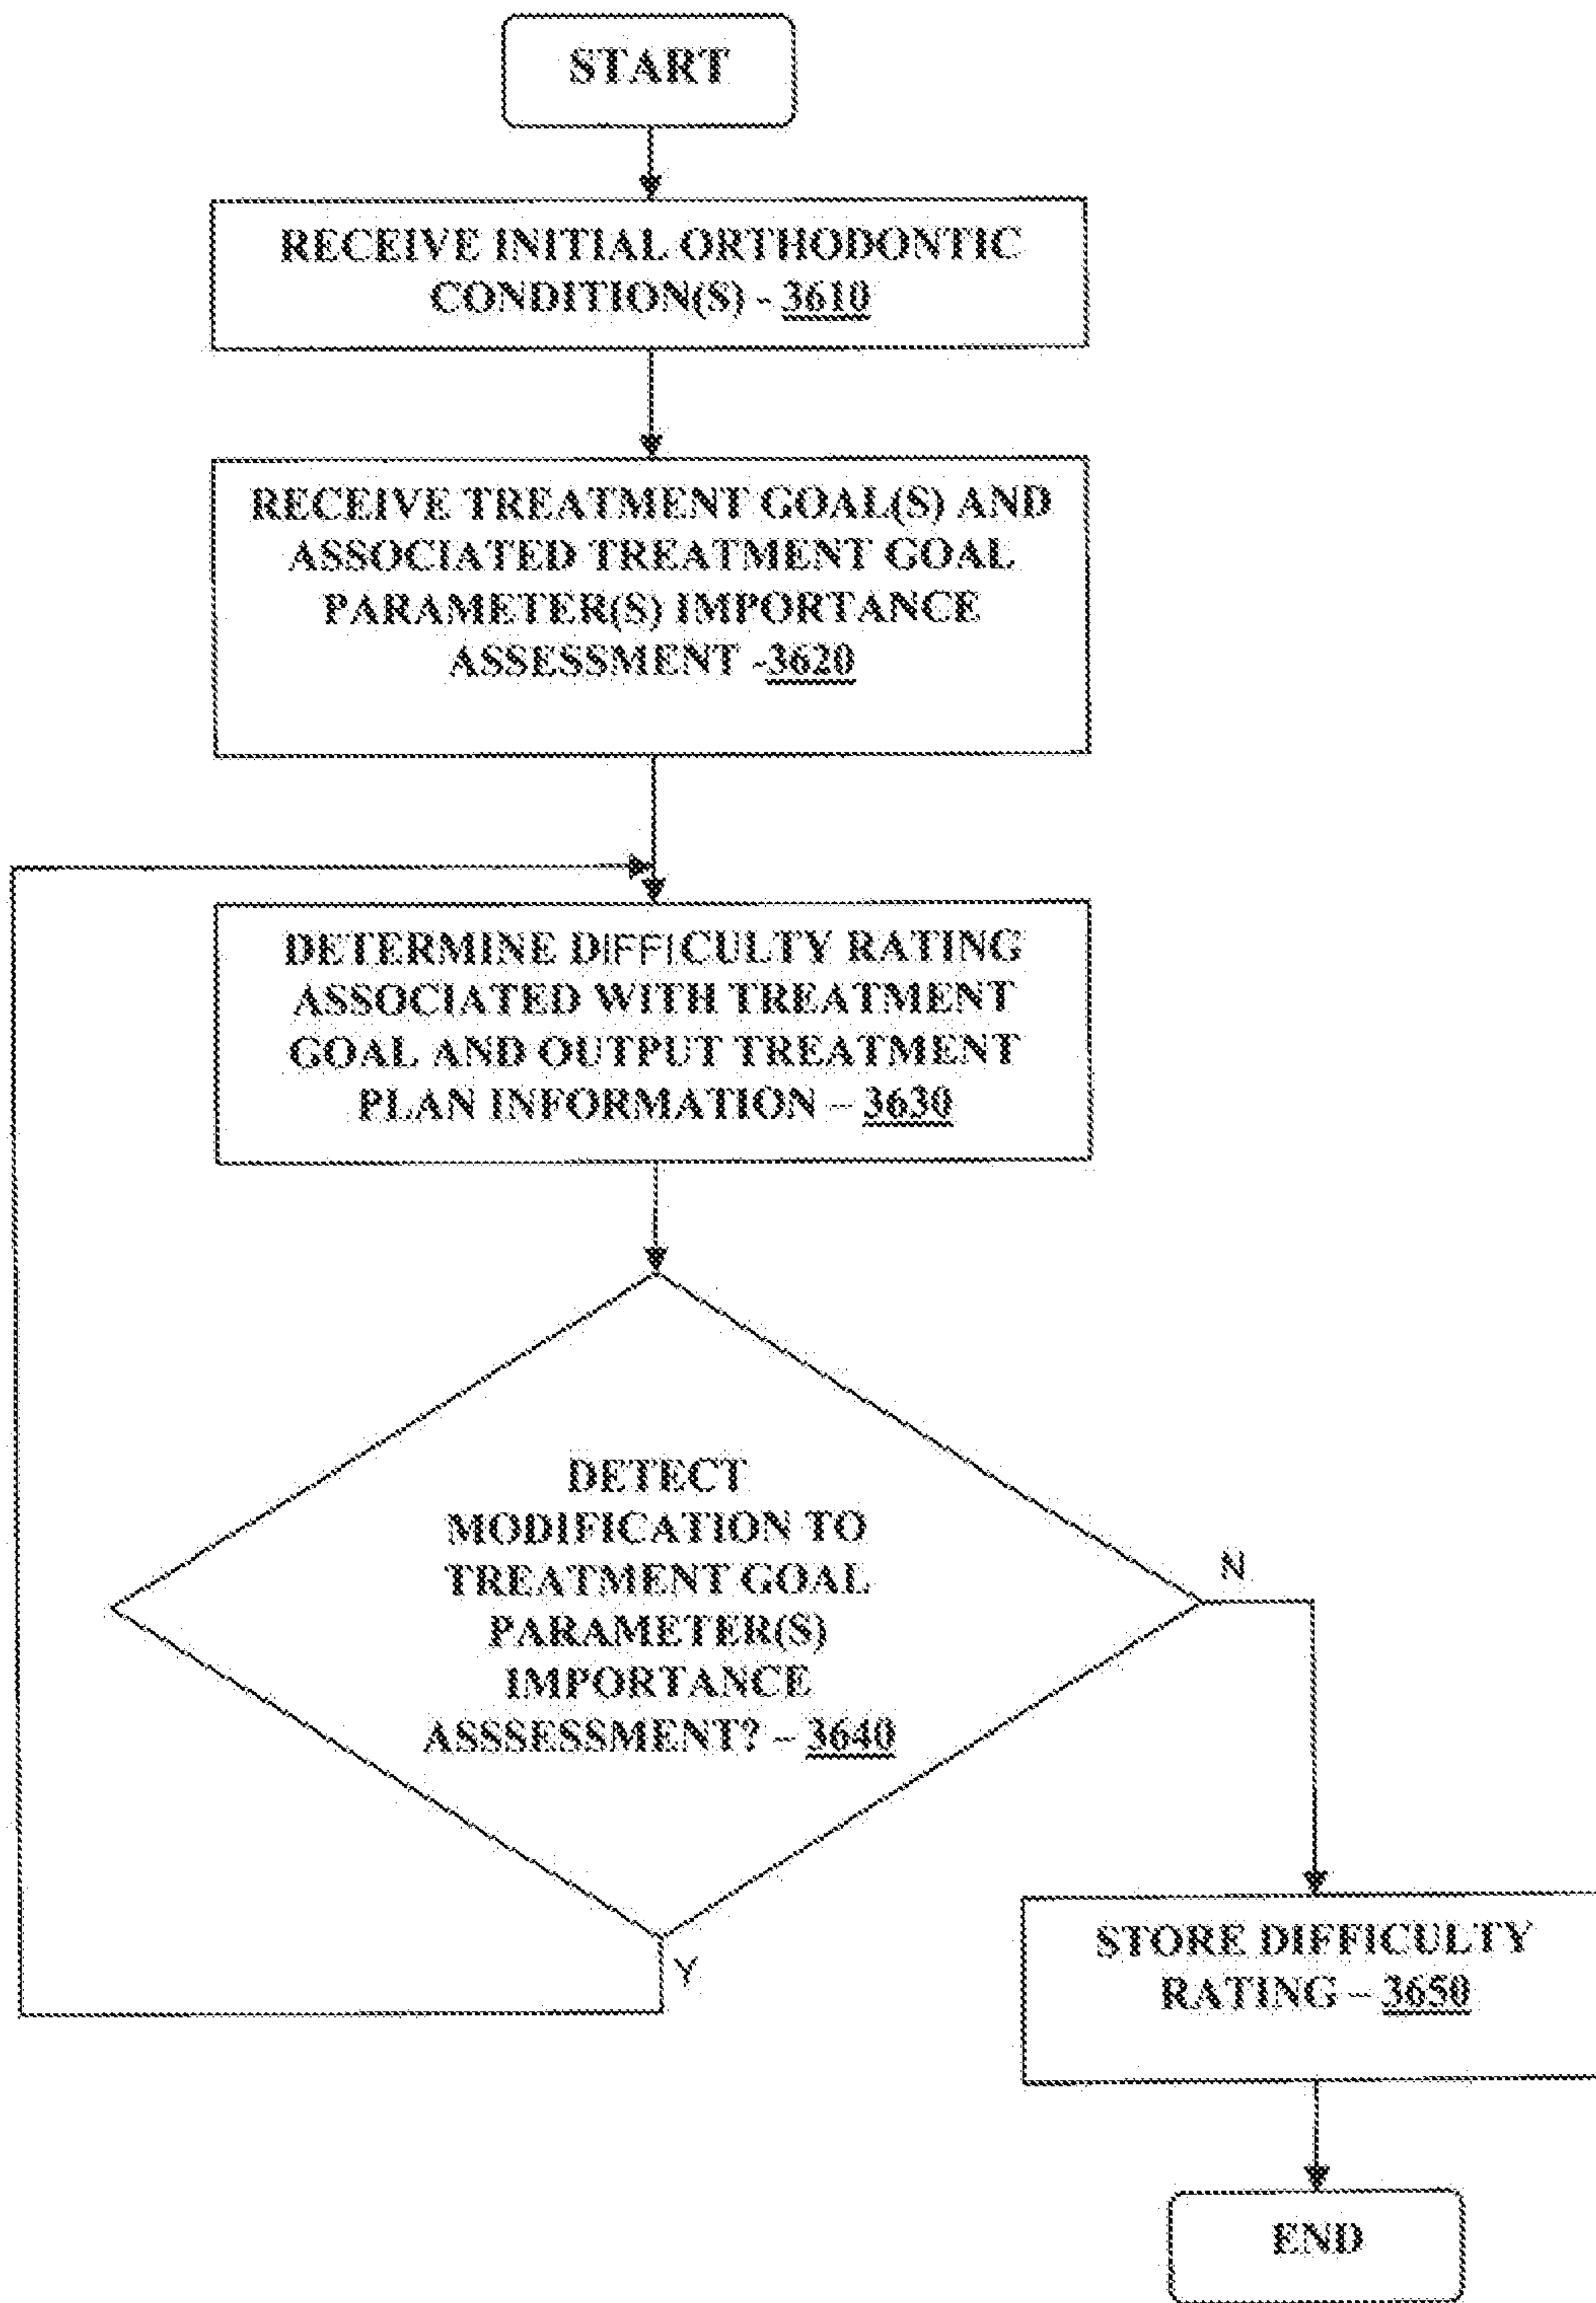 START
RECEIVE INITIAL ORTHODONTIC
CONDITION(S) - 3610
RECEIVE TREATMENT GOAL(S) AND
ASSOCIATED TREATMENT GOAL
PARAMETER(S) IMPORTANCE
ASSESSMENT -3620
DETERMINE DIFFICULTY RATING
ASSOCIATED WITH TREATMENT
GOAL AND OUTPUT TREATMENT
PLAN INFORMATION – 3630
DETECT
MODIFICATION TO
TREATMENT GOAL
PARAMETER(S)
IMPORTANCE
ASSSESSMENT? – 3640
N
Y
STORE DIFFICULTY
RATING – 3650
END